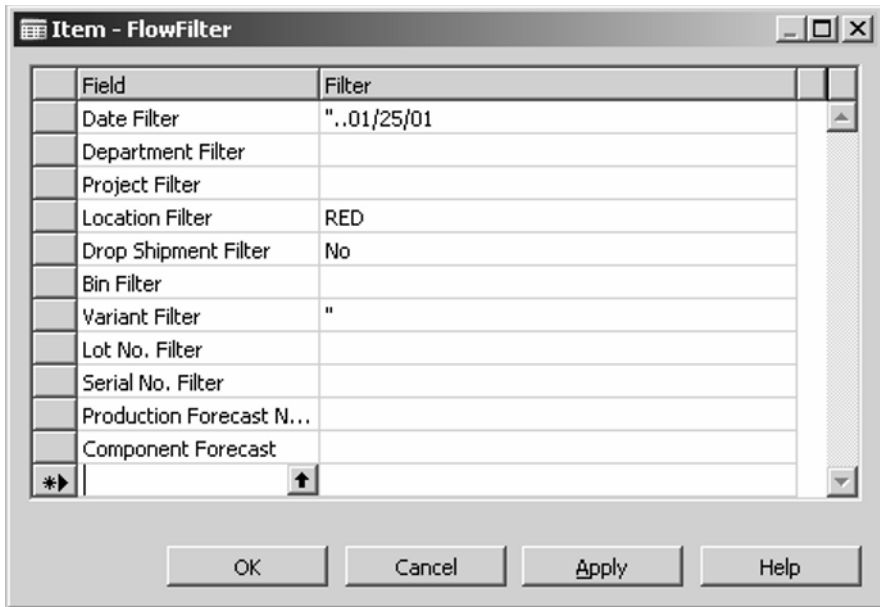 Item - FlowFilter
Field Filter
Date Filter "..01/25/01
Department Filter
Project Filter
Location Filter RED
Drop Shipment Filter No
Bin Filter
Variant Filter "
Lot No. Filter
Serial No. Filter
Production Forecast N...
Component Forecast
OK Cancel Apply Help